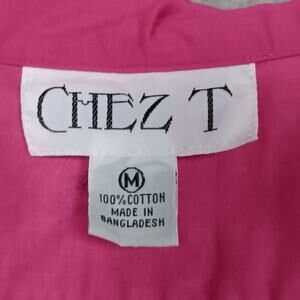 CHEZ T
M
100% COTTON
MADE IN
BANGLADESH